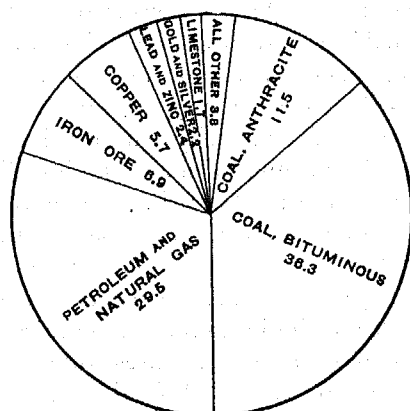 COAL, ANTHRACITE
11.5
COAL, BITUMINOUS
36.3
PETROLEUM AND
NATURAL GAS
29.5
IRON ORE 6.9
COPPER 5.7
LEAD AND ZINC 2.4
GOLD AND SILVER 2.2
LIMESTONE 1.7
ALL OTHER 3.8